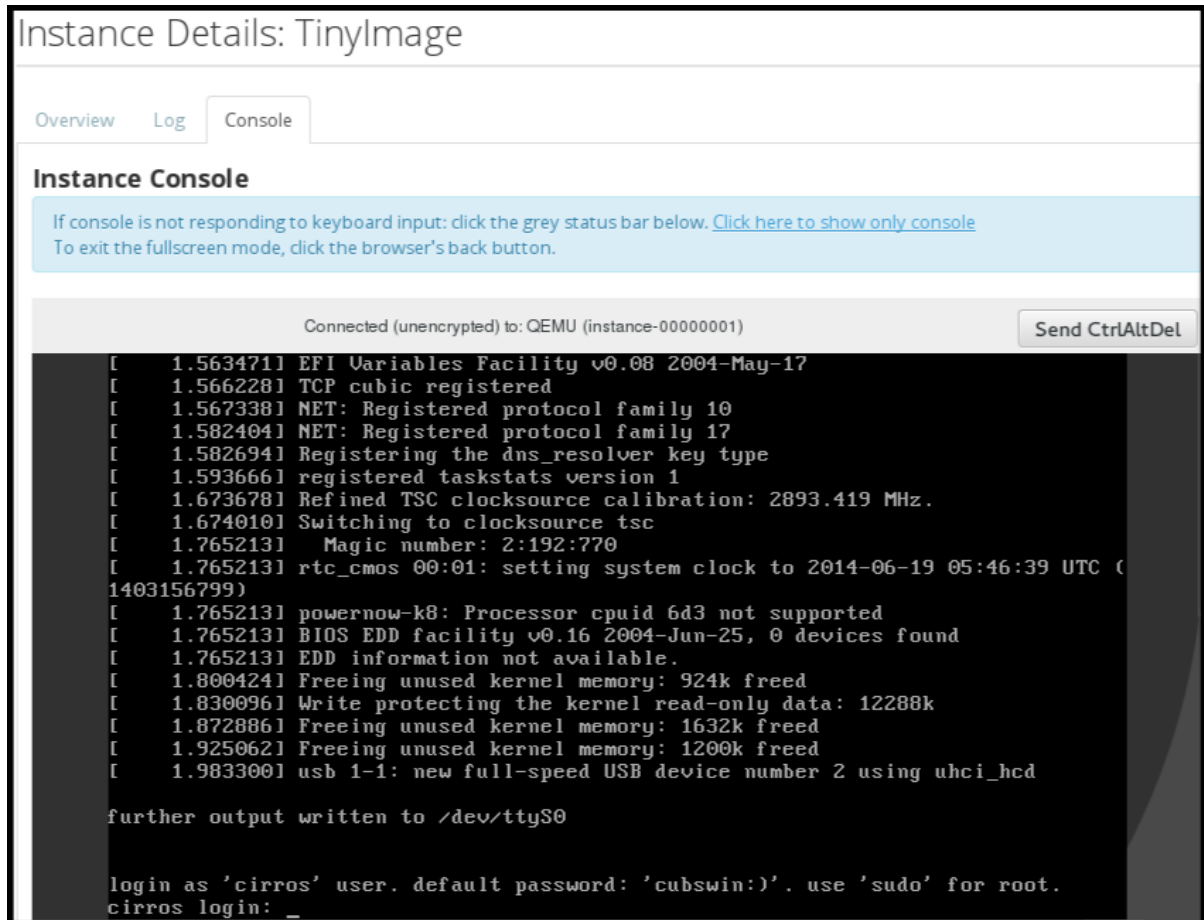 Instance Details: TinyImage
Overview Log Console
Instance Console
If console is not responding to keyboard input: click the grey status bar below. Click here to show only console
To exit the fullscreen mode, click the browser's back button.
Connected (unencrypted) to: QEMU (instance-00000001)
Send CtrlAltDel
[    1.563471] EFI Variables Facility v0.08 2004-May-17
[    1.566228] TCP cubic registered
[    1.567338] NET: Registered protocol family 10
[    1.582404] NET: Registered protocol family 17
[    1.582694] Registering the dns_resolver key type
[    1.593666] registered taskstats version 1
[    1.673678] Refined TSC clocksource calibration: 2893.419 MHz.
[    1.674010] Switching to clocksource tsc
[    1.765213]   Magic number: 2:192:770
[    1.765213] rtc_cmos 00:01: setting system clock to 2014-06-19 05:46:39 UTC (
1403156799)
[    1.765213] powernow-k8: Processor cpuid 6d3 not supported
[    1.765213] BIOS EDD facility v0.16 2004-Jun-25, 0 devices found
[    1.765213] EDD information not available.
[    1.800424] Freeing unused kernel memory: 924k freed
[    1.830096] Write protecting the kernel read-only data: 12288k
[    1.872886] Freeing unused kernel memory: 1632k freed
[    1.925062] Freeing unused kernel memory: 1200k freed
[    1.983300] usb 1-1: new full-speed USB device number 2 using uhci_hcd
further output written to /dev/ttyS0
login as 'cirros' user. default password: 'cubswin:)'. use 'sudo' for root.
cirros login: _